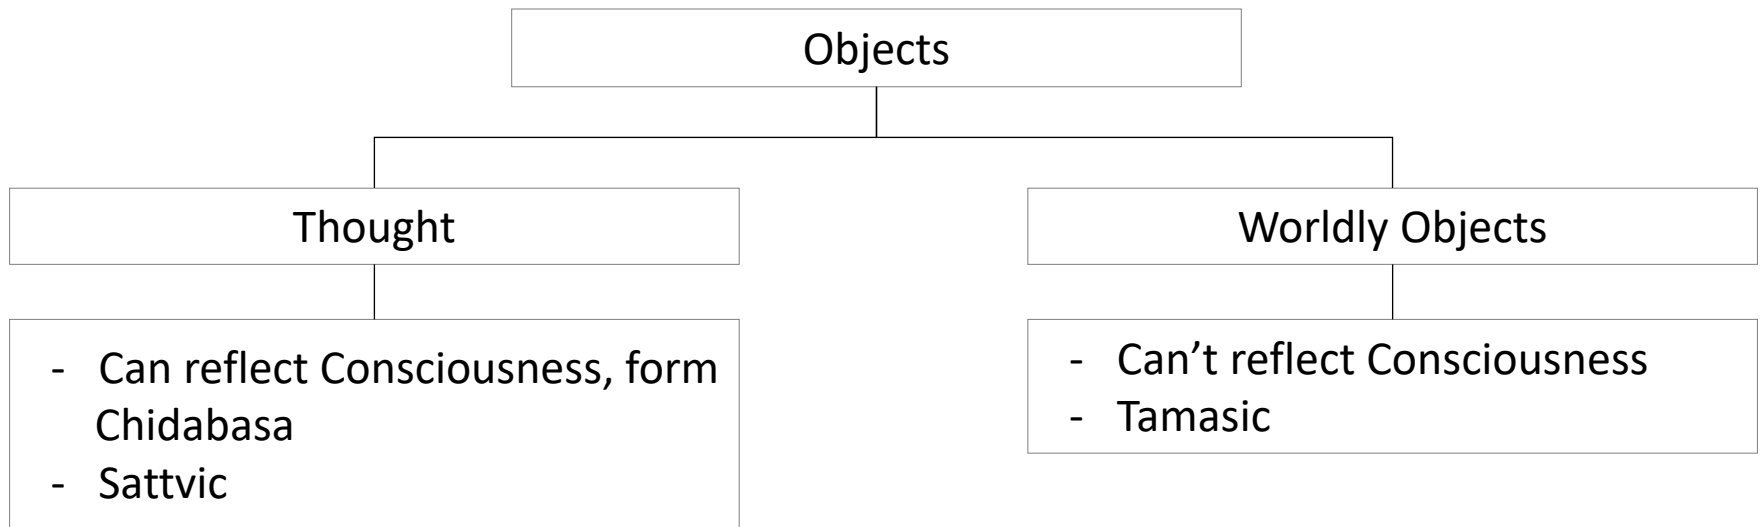 Objects
Thought
Worldly Objects
- Can reflect Consciousness, form
Chidabasa
- Sattvic
- Can’t reflect Consciousness
- Tamasic